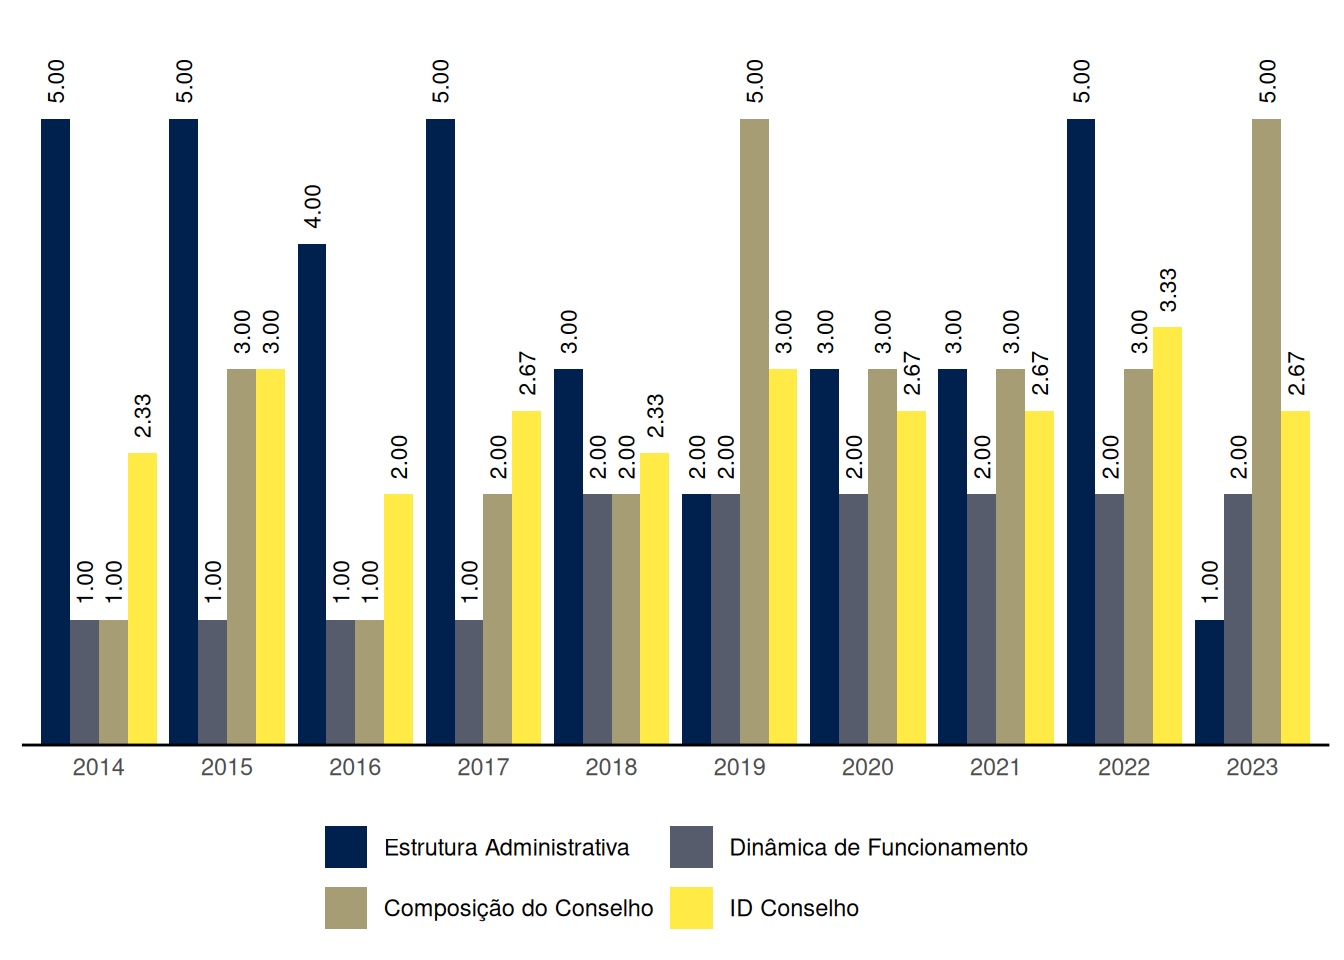 5.00 1.00 1.00 2.33 5.00 1.00 3.00 3.00 4.00 1.00 1.00 2.00 5.00 1.00 2.00 2.67 3.00 2.00 2.00 2.33 2.00 2.00 5.00 3.00 3.00 2.00 3.00 2.67 3.00 2.00 3.00 2.67 5.00 2.00 3.00 3.33 1.00 2.00 5.00 2.67
2014 2015 2016 2017 2018 2019 2020 2021 2022 2023
Estrutura Administrativa Dinâmica de Funcionamento
Composição do Conselho ID Conselho